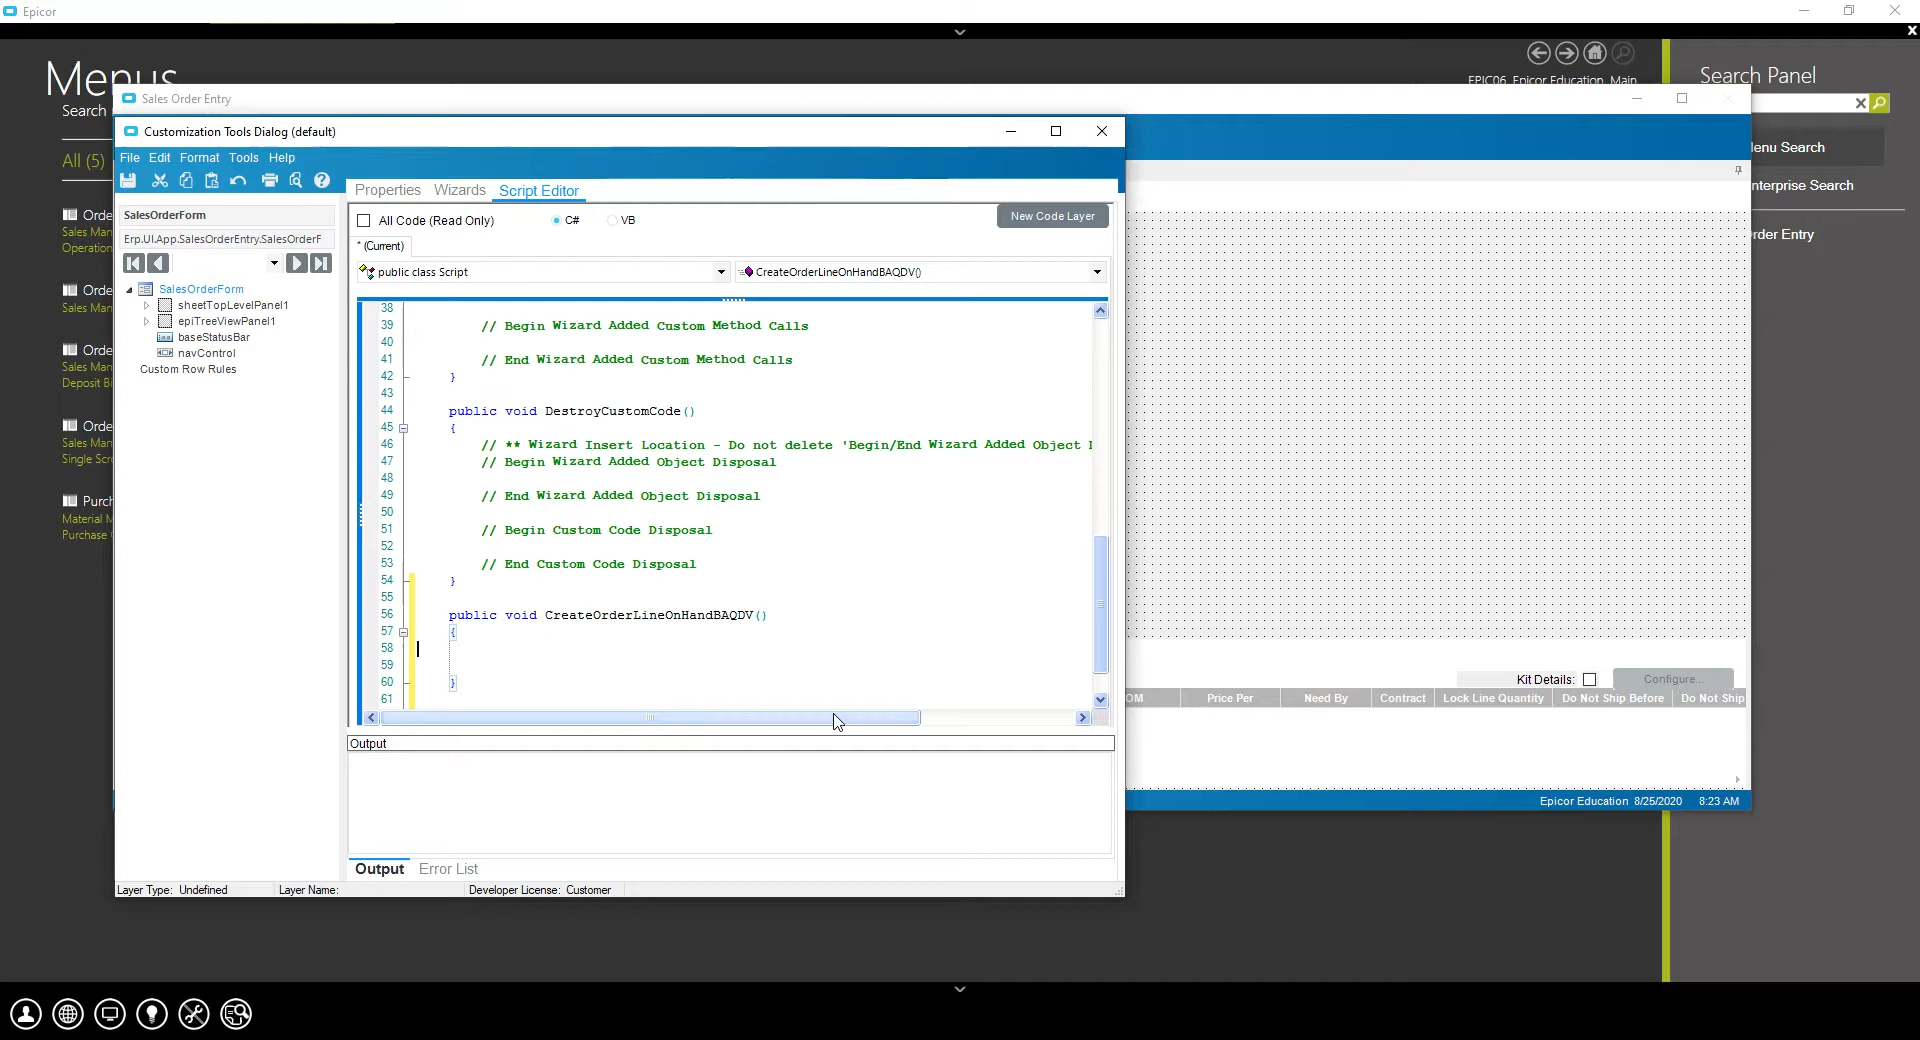 Epicor
Menus
Search
EPIC06 Epicor Education Main
Search Panel
Sales Order Entry
Customization Tools Dialog (default)
File Edit Format Tools Help
Menu Search
Enterprise Search
Order Entry
All (5)
Orde
Sales Man
Operation
Orde
Sales Man
Orde
Sales Man
Deposit Bi
Orde
Sales Man
Single Scr
Purch
Material M
Purchase
SalesOrderForm
Erp.UI.App.SalesOrderEntry.SalesOrderF
SalesOrderForm
sheetTopLevelPanel1
epiTreeViewPanel1
baseStatusBar
navControl
Custom Row Rules
Properties Wizards Script Editor
All Code (Read Only) C# VB New Code Layer
* (Current)
public class Script CreateOrderLineOnHandBAQDV()
38
39 // Begin Wizard Added Custom Method Calls
40
41 // End Wizard Added Custom Method Calls
42 }
43
44 public void DestroyCustomCode()
45 {
46 // ** Wizard Insert Location - Do not delete 'Begin/End Wizard Added Object D
47 // Begin Wizard Added Object Disposal
48
49 // End Wizard Added Object Disposal
50
51 // Begin Custom Code Disposal
52
53 // End Custom Code Disposal
54 }
55
56 public void CreateOrderLineOnHandBAQDV()
57 {
58
59
60 }
61
Output
Output Error List
Layer Type: Undefined Layer Name: Developer License: Customer
Kit Details: Configure...
OM Price Per Need By Contract Lock Line Quantity Do Not Ship Before Do Not Ship
Epicor Education 8/25/2020 8:23 AM